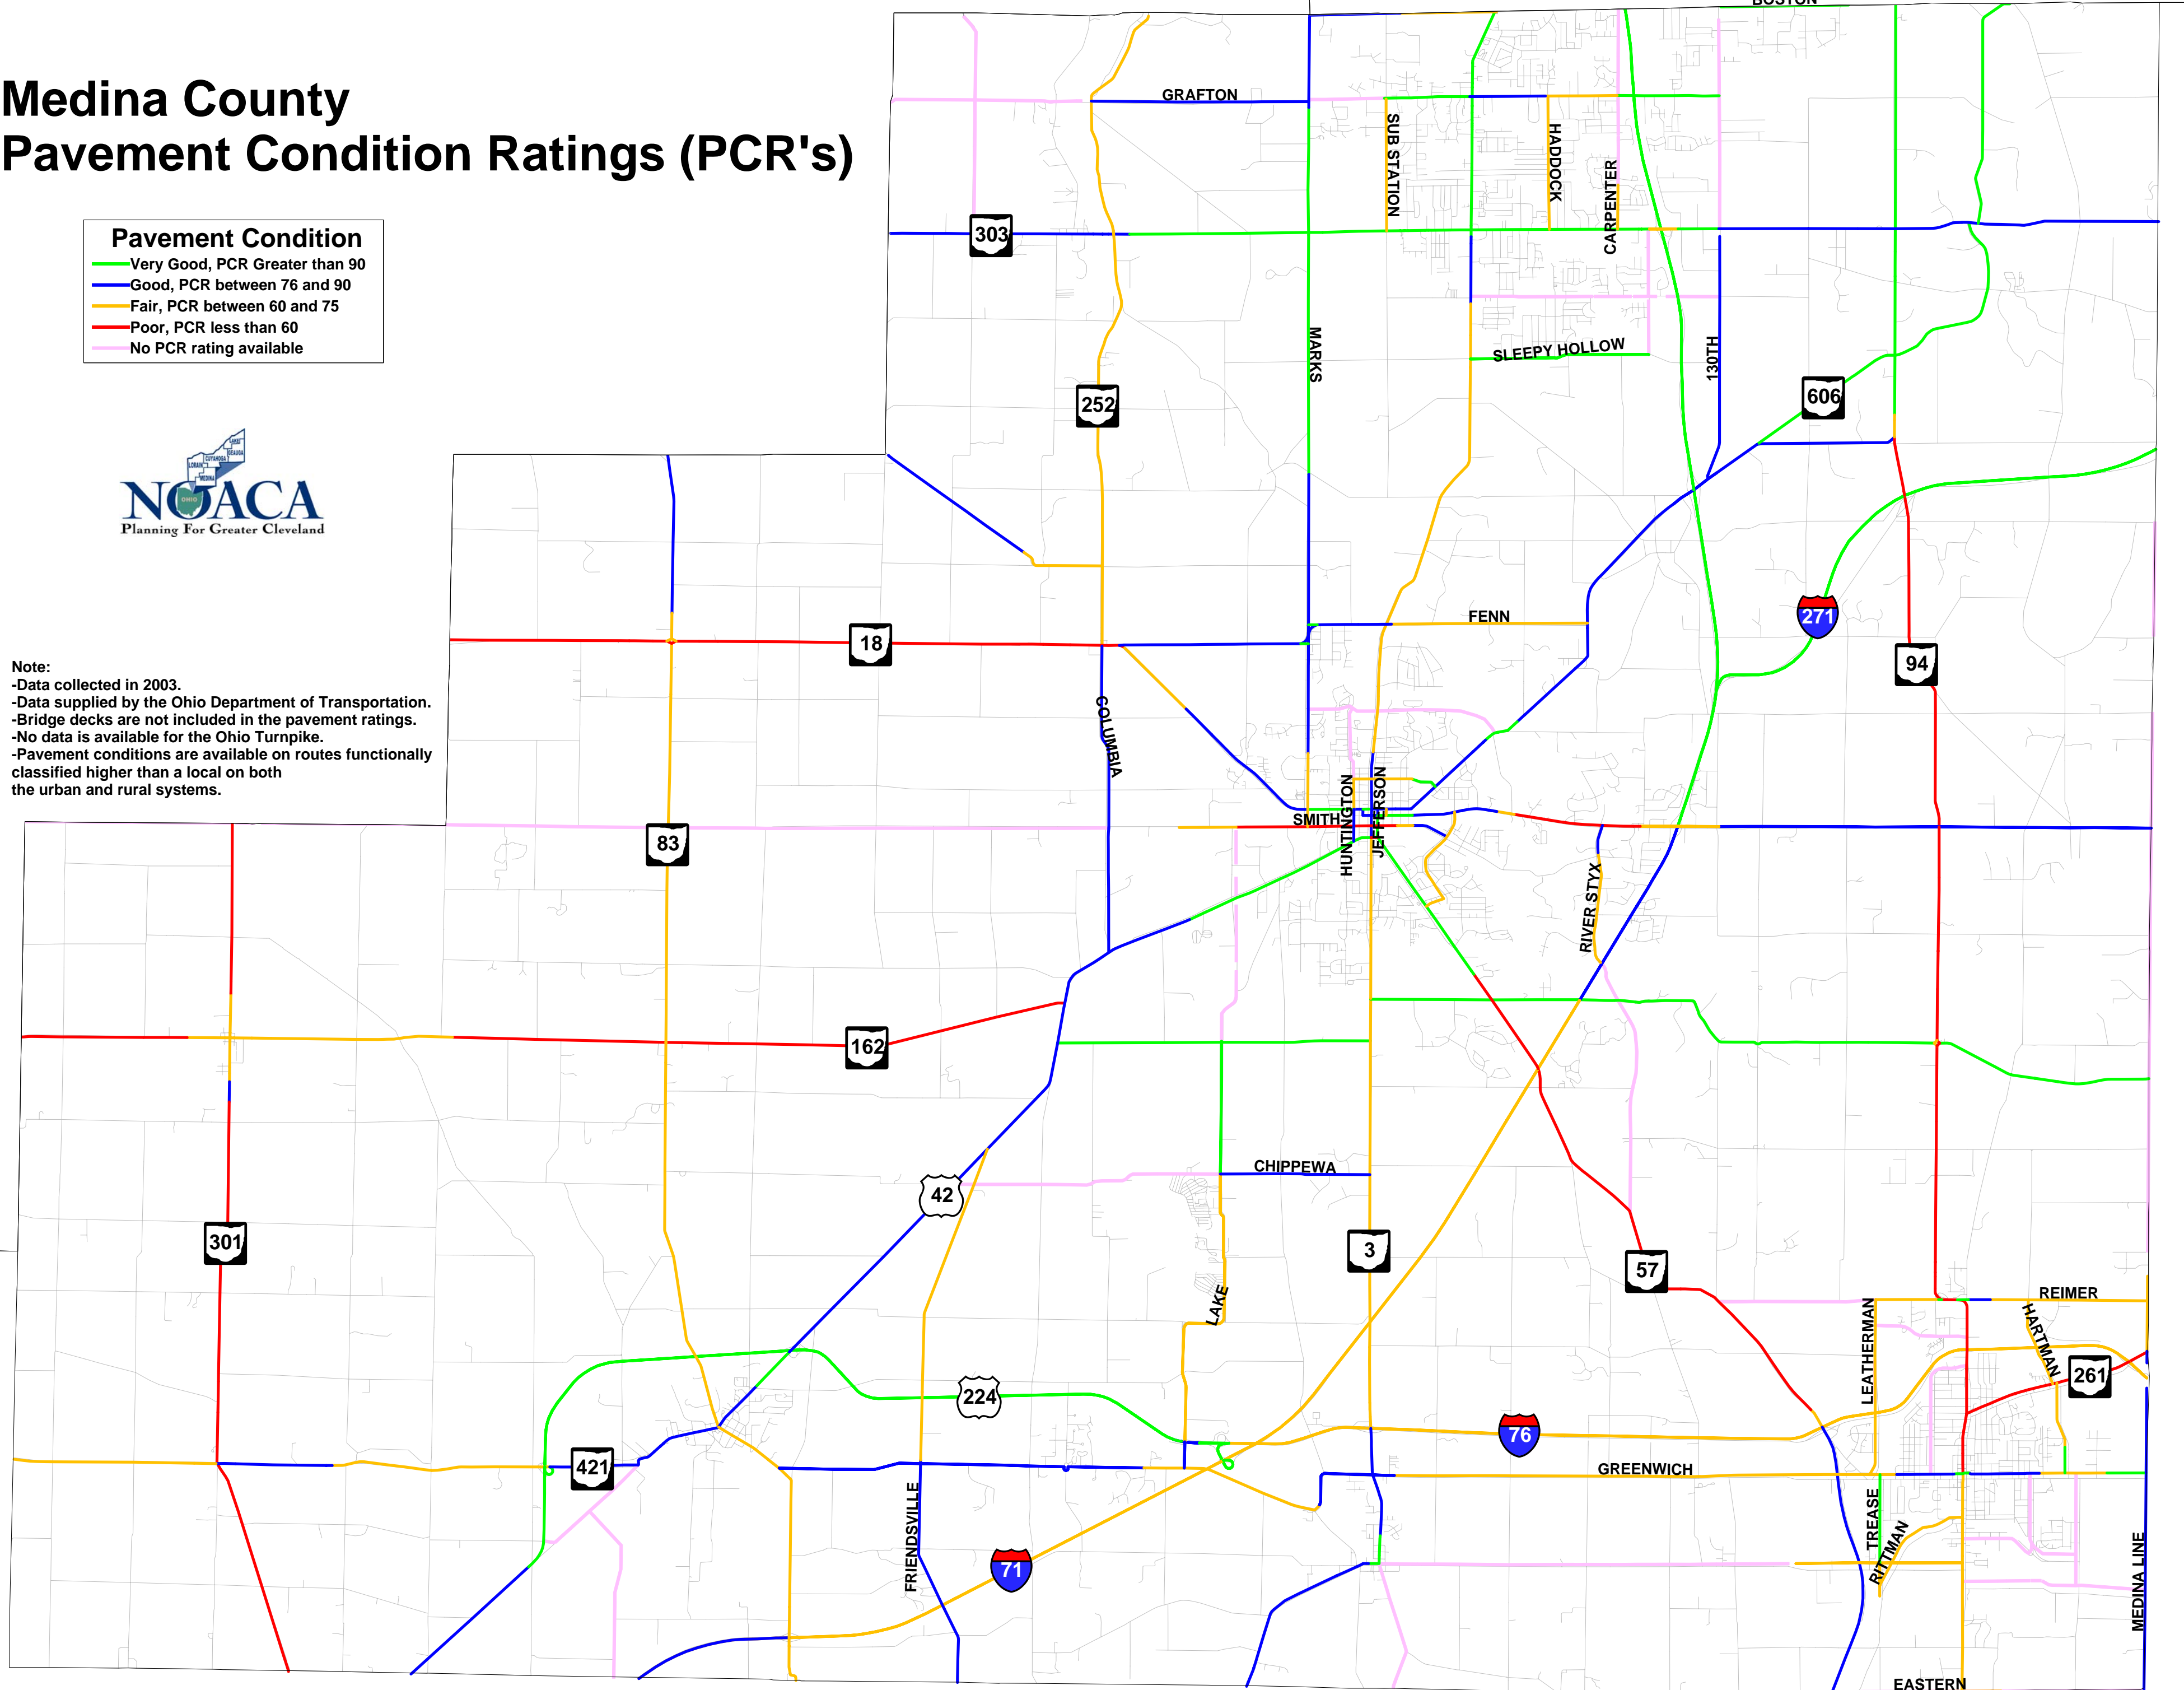 BOSTON
Medina County
Pavement Condition Ratings (PCR's)
Pavement Condition
Very Good, PCR Greater than 90
Good, PCR between 76 and 90
Fair, PCR between 60 and 75
Poor, PCR less than 60
No PCR rating available
LAKE
GEAUGA
CUYAHOGA
LORAIN
MEDINA
OHIO
NOACA
Planning For Greater Cleveland
Note:
-Data collected in 2003.
-Data supplied by the Ohio Department of Transportation.
-Bridge decks are not included in the pavement ratings.
-No data is available for the Ohio Turnpike.
-Pavement conditions are available on routes functionally
classified higher than a local on both
the urban and rural systems.
GRAFTON
SUB STATION
HADDOCK
CARPENTER
303
MARKS
SLEEPY HOLLOW
130TH
252
606
FENN
271
18
94
COLUMBIA
HUNTINGTON
JEFFERSON
SMITH
83
RIVER STYX
162
CHIPPEWA
42
301
3
57
LAKE
REIMER
LEATHERMAN
HARTMAN
261
224
76
421
GREENWICH
FRIENDSVILLE
TREASE
RITTMAN
71
MEDINA LINE
EASTERN